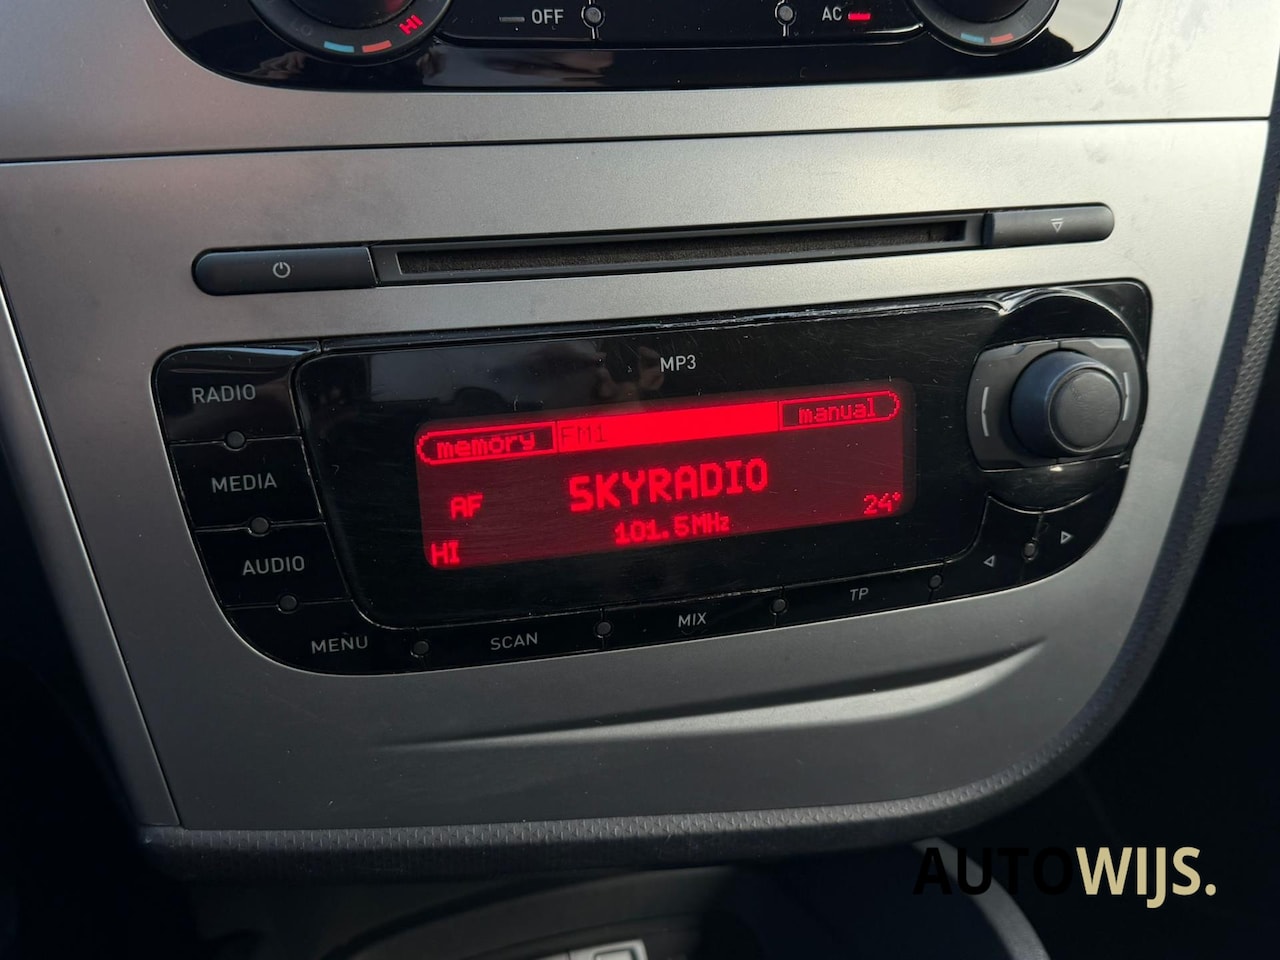 HI
OFF
AC
MP3
RADIO
MEDIA
AUDIO
MENU
SCAN
MIX
TP
memory FM1 manual
AF SKYRADIO
101.5MHz 24°
HI
AUTOWIJS.